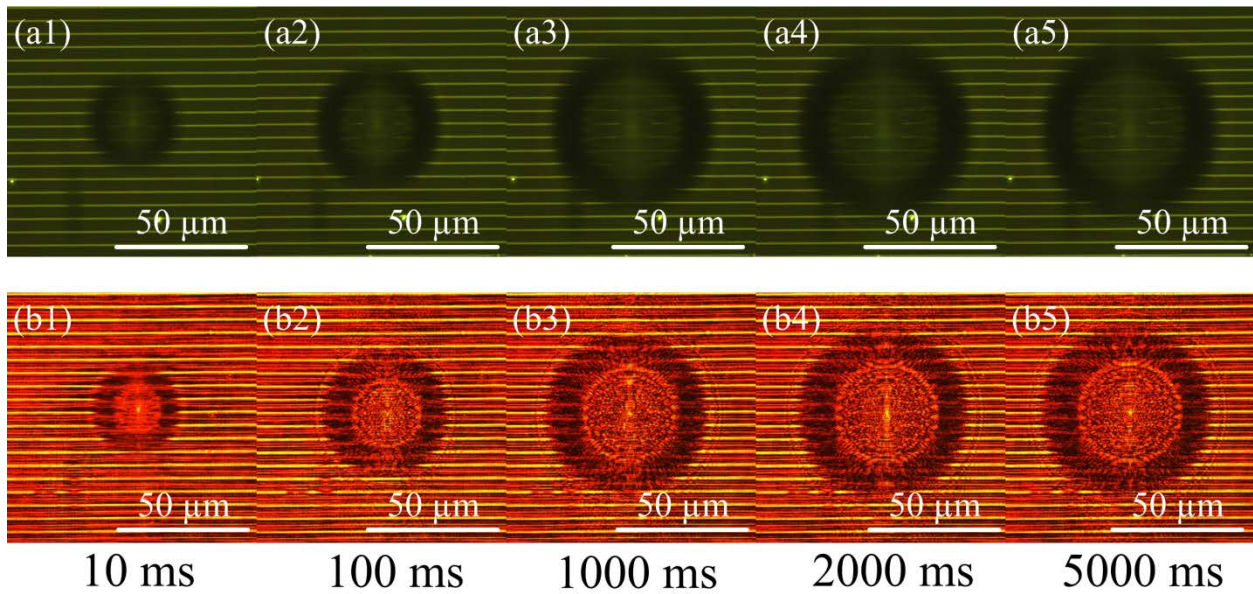 (a1) (a2) (a3) (a4) (a5)
50 µm 50 µm 50 µm 50 µm 50 µm
(b1) (b2) (b3) (b4) (b5)
50 µm 50 µm 50 µm 50 µm 50 µm
10 ms 100 ms 1000 ms 2000 ms 5000 ms